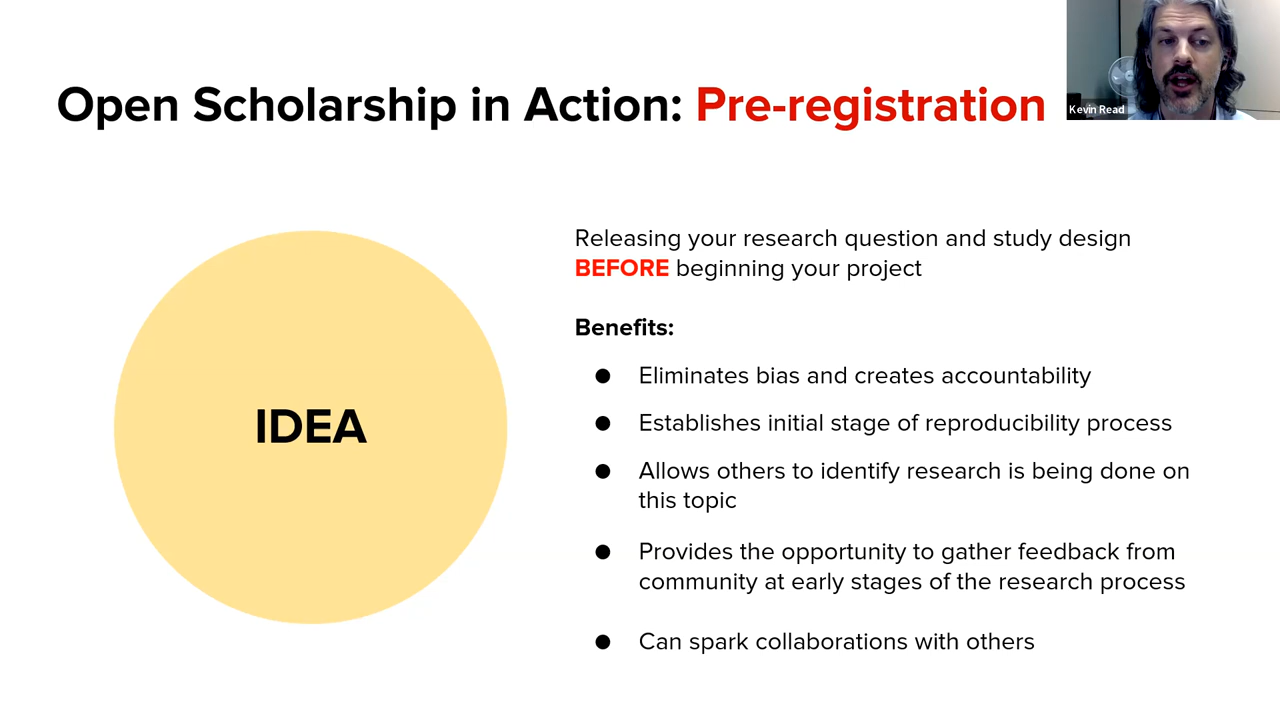 Open Scholarship in Action: Pre-registration
Kevin Read
Releasing your research question and study design
BEFORE beginning your project
Benefits:
● Eliminates bias and creates accountability
● Establishes initial stage of reproducibility process
● Allows others to identify research is being done on
this topic
● Provides the opportunity to gather feedback from
community at early stages of the research process
● Can spark collaborations with others
IDEA